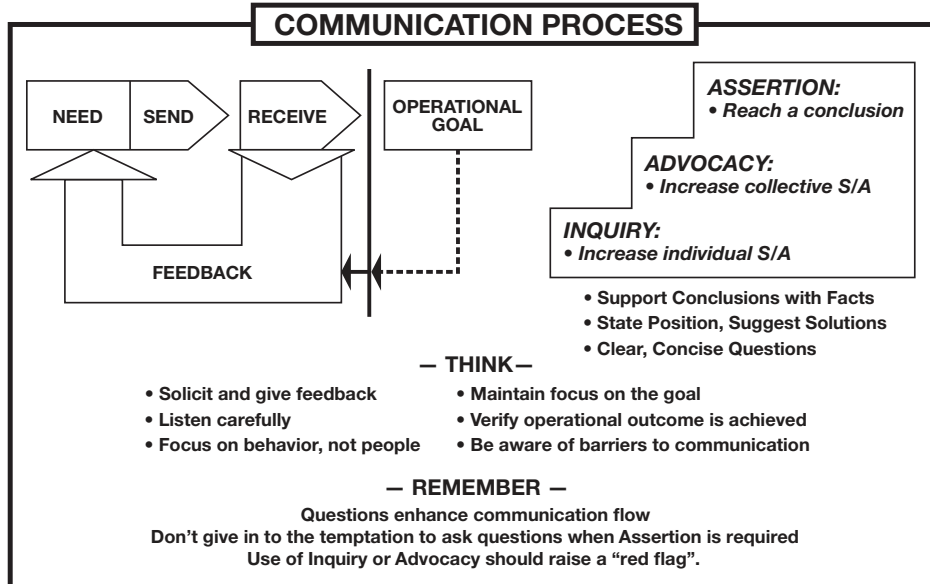 COMMUNICATION PROCESS
NEED
SEND
RECEIVE
OPERATIONAL
GOAL
FEEDBACK
ASSERTION:
• Reach a conclusion
ADVOCACY:
• Increase collective S/A
INQUIRY:
• Increase individual S/A
• Support Conclusions with Facts
• State Position, Suggest Solutions
• Clear, Concise Questions
— THINK—
• Solicit and give feedback
• Listen carefully
• Focus on behavior, not people
• Maintain focus on the goal
• Verify operational outcome is achieved
• Be aware of barriers to communication
— REMEMBER —
Questions enhance communication flow
Don’t give in to the temptation to ask questions when Assertion is required
Use of Inquiry or Advocacy should raise a “red flag”.